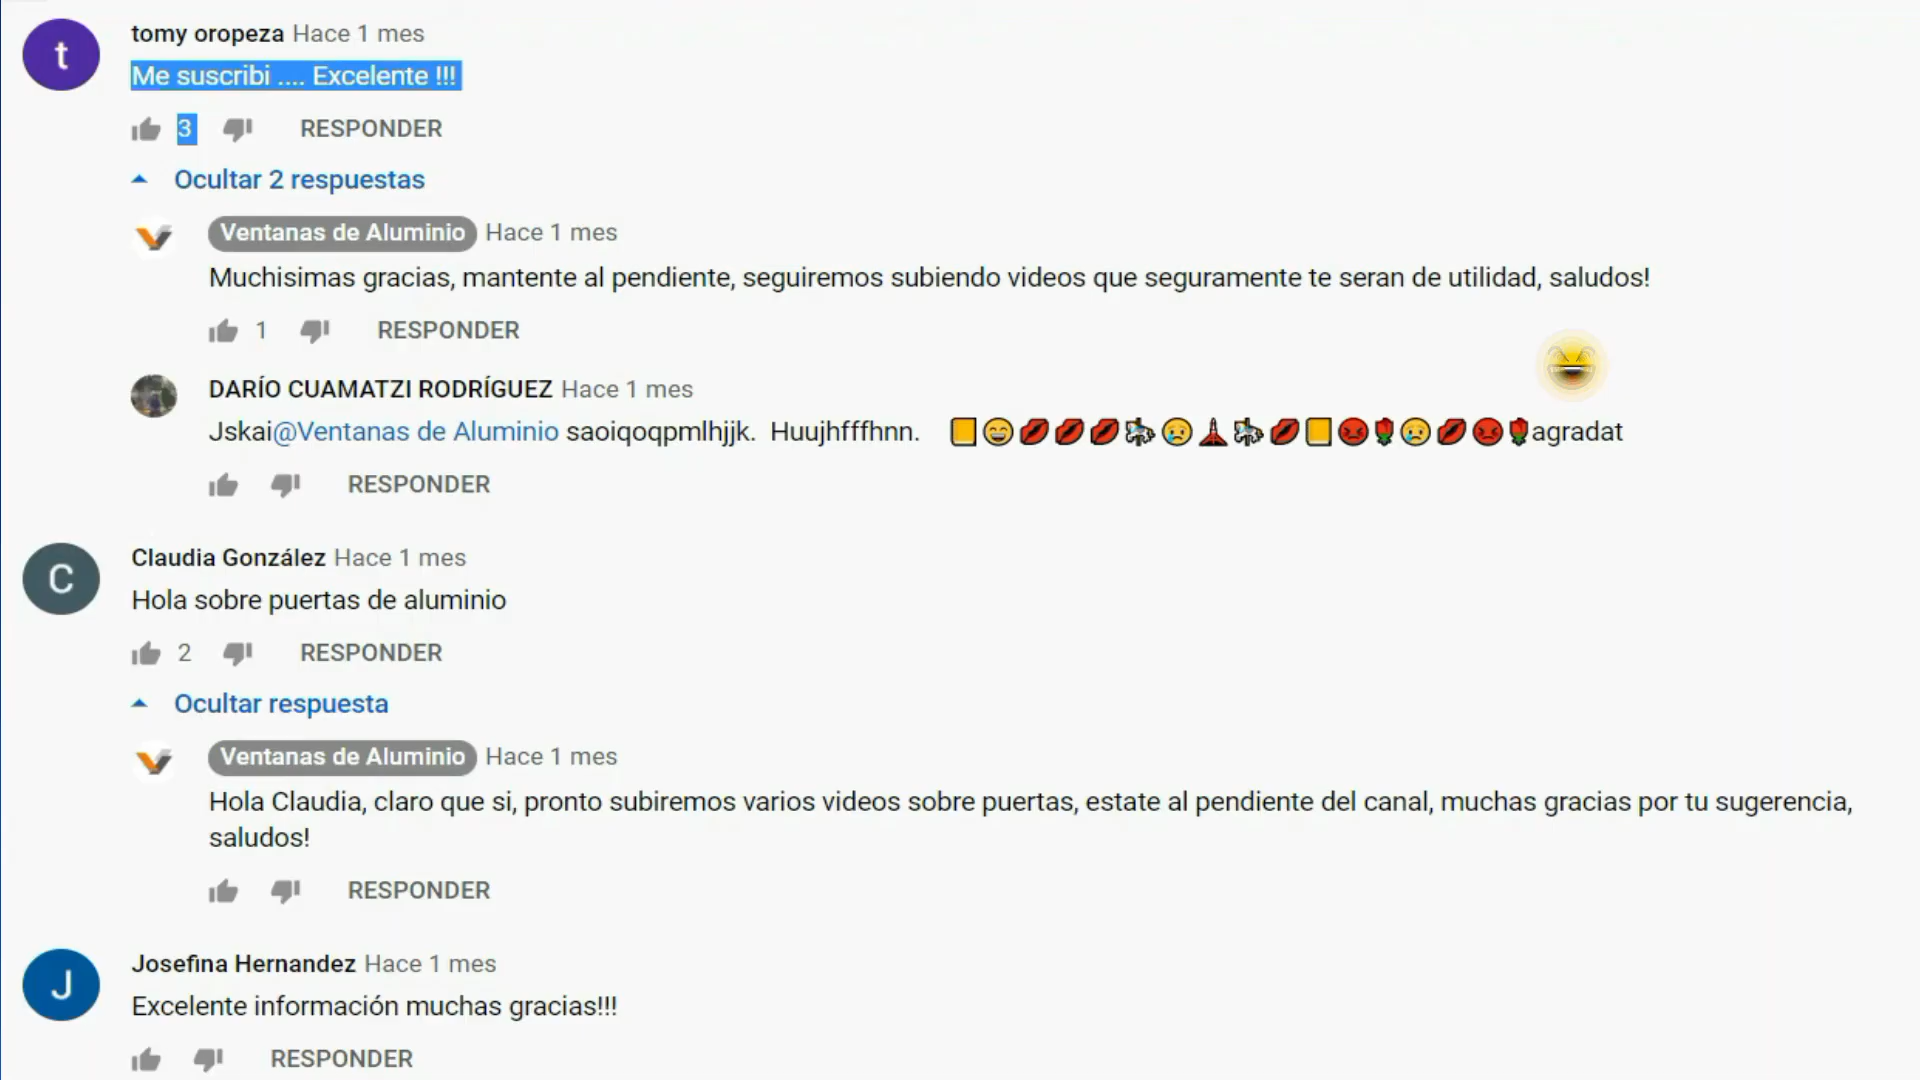 t
tomy oropeza Hace 1 mes
Me suscribi .... Excelente !!!
3 RESPONDER
Ocultar 2 respuestas
Ventanas de Aluminio Hace 1 mes
Muchisimas gracias, mantente al pendiente, seguiremos subiendo videos que seguramente te seran de utilidad, saludos!
1 RESPONDER
DARÍO CUAMATZI RODRÍGUEZ Hace 1 mes
Jskai@Ventanas de Aluminio saoiqoqpmlhjjk. Huujhfffhnn. 📒😄💋💋💋🎠😢🗼🎠💋📒😡🌹😢💋😡🌹agradat
RESPONDER
C
Claudia González Hace 1 mes
Hola sobre puertas de aluminio
2 RESPONDER
Ocultar respuesta
Ventanas de Aluminio Hace 1 mes
Hola Claudia, claro que si, pronto subiremos varios videos sobre puertas, estate al pendiente del canal, muchas gracias por tu sugerencia,
saludos!
RESPONDER
J
Josefina Hernandez Hace 1 mes
Excelente información muchas gracias!!!
RESPONDER